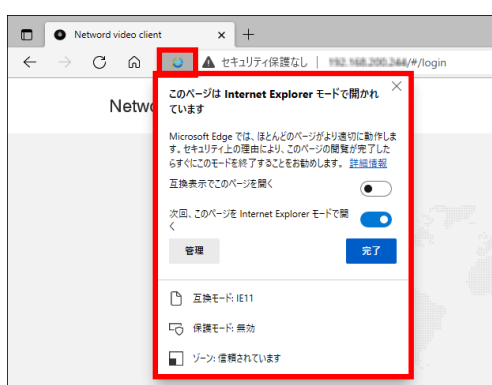 Network video client
セキュリティ保護なし | /#/login
Netwo
このページは Internet Explorer モードで開かれ
ています
Microsoft Edge では、ほとんどのページがより適切に動作しま
す。セキュリティ上の理由により、このページの閲覧が完了した
らすぐにこのモードを終了することをお勧めします。 詳細情報
互換表示でこのページを開く
次回、このページを Internet Explorer モードで開
く
管理
完了
互換モード: IE11
保護モード: 無効
ゾーン: 信頼されています